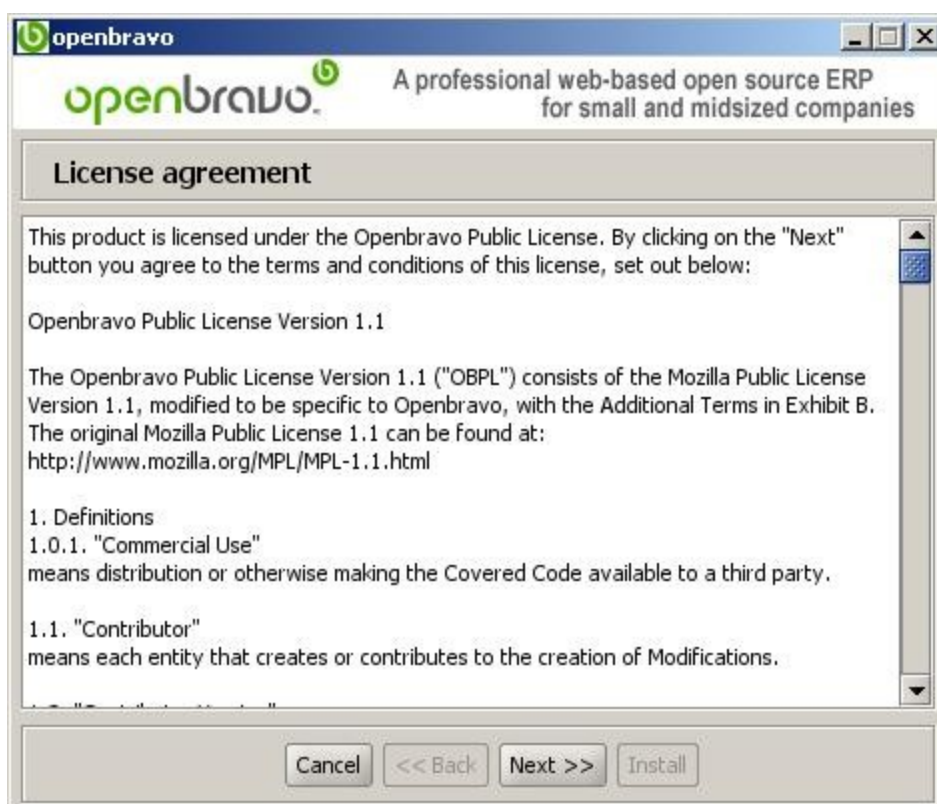 openbravo
openbravo.
A professional web-based open source ERP
for small and midsized companies
License agreement
This product is licensed under the Openbravo Public License. By clicking on the "Next"
button you agree to the terms and conditions of this license, set out below:
Openbravo Public License Version 1.1
The Openbravo Public License Version 1.1 ("OBPL") consists of the Mozilla Public License
Version 1.1, modified to be specific to Openbravo, with the Additional Terms in Exhibit B.
The original Mozilla Public License 1.1 can be found at:
http://www.mozilla.org/MPL/MPL-1.1.html
1. Definitions
1.0.1. "Commercial Use"
means distribution or otherwise making the Covered Code available to a third party.
1.1. "Contributor"
means each entity that creates or contributes to the creation of Modifications.
Cancel << Back Next >> Install